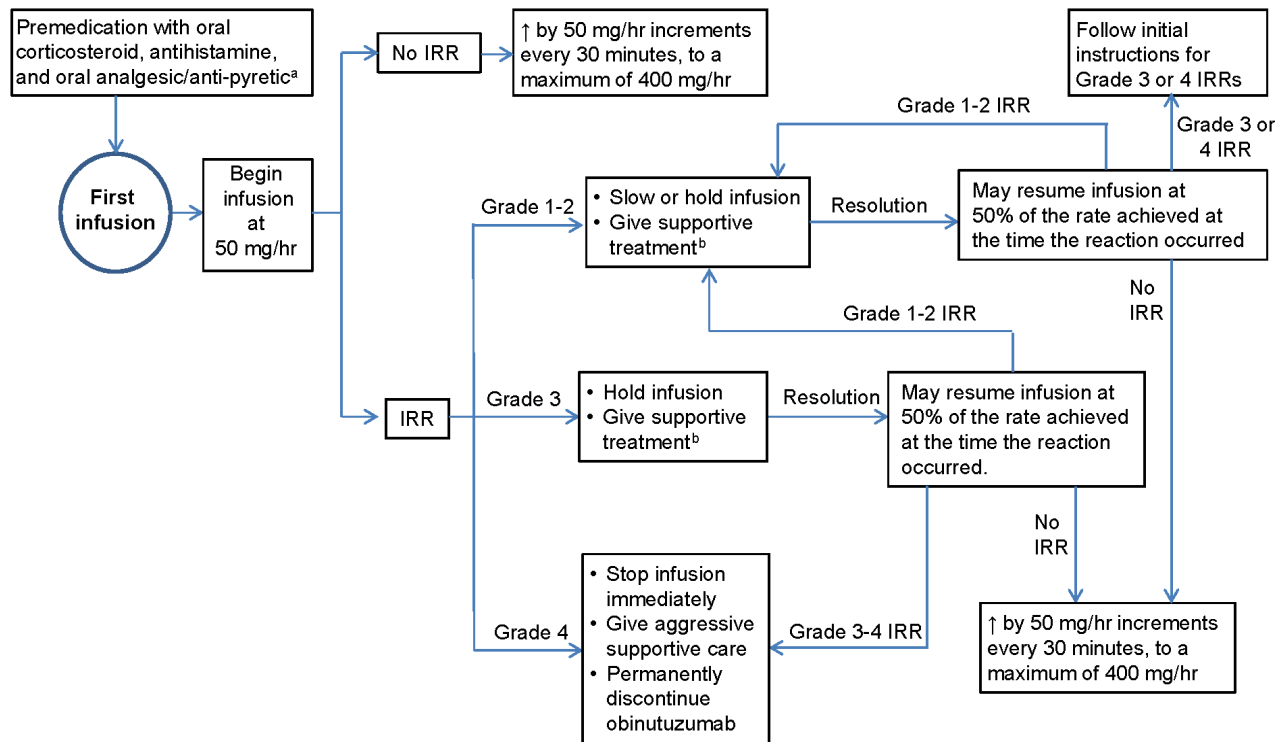 Premedication with oral
corticosteroid, antihistamine,
and oral analgesic/anti-pyreticᵃ
First
infusion
Begin
infusion
at
50 mg/hr
No IRR
↑ by 50 mg/hr increments
every 30 minutes, to a
maximum of 400 mg/hr
IRR
Grade 1-2
• Slow or hold infusion
• Give supportive
treatmentᵇ
Resolution
May resume infusion at
50% of the rate achieved at
the time the reaction occurred
Grade 1-2 IRR
Grade 3 or
4 IRR
Follow initial
instructions for
Grade 3 or 4 IRRs
No
IRR
Grade 3
• Hold infusion
• Give supportive
treatmentᵇ
Resolution
May resume infusion at
50% of the rate achieved
at the time the reaction
occurred.
Grade 1-2 IRR
No
IRR
↑ by 50 mg/hr increments
every 30 minutes, to a
maximum of 400 mg/hr
Grade 3-4 IRR
Grade 4
• Stop infusion
immediately
• Give aggressive
supportive care
• Permanently
discontinue
obinutuzumab